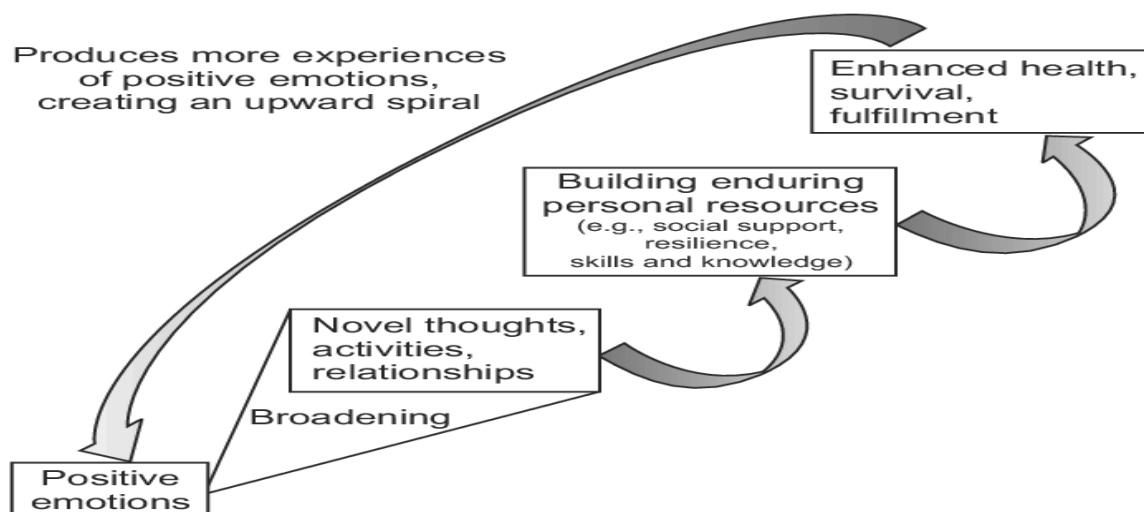 Produces more experiences
of positive emotions,
creating an upward spiral
Enhanced health,
survival,
fulfillment
Building enduring
personal resources
(e.g., social support,
resilience,
skills and knowledge)
Novel thoughts,
activities,
relationships
Broadening
Positive
emotions